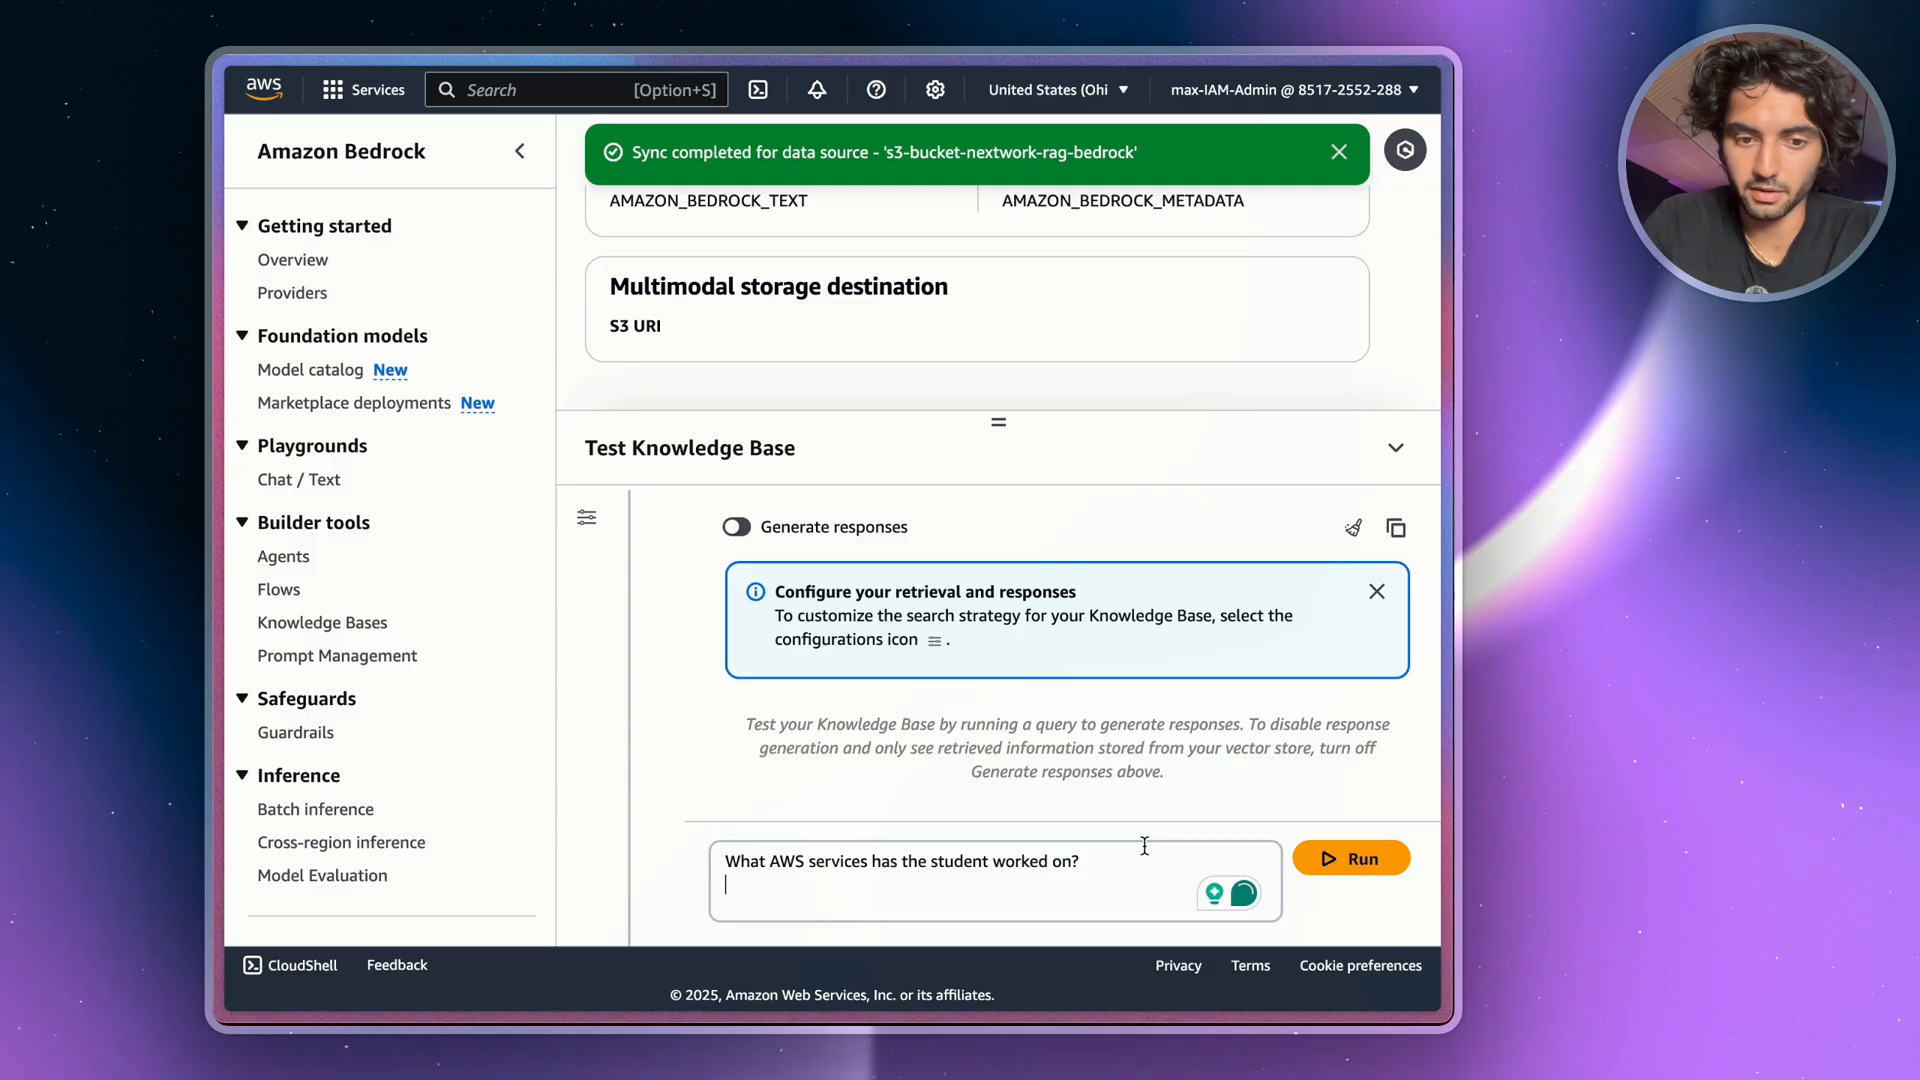 aws
Services
Search
[Option+S]
United States (Ohi
max-IAM-Admin @ 8517-2552-288
Amazon Bedrock
Getting started
Overview
Providers
Foundation models
Model catalog New
Marketplace deployments New
Playgrounds
Chat / Text
Builder tools
Agents
Flows
Knowledge Bases
Prompt Management
Safeguards
Guardrails
Inference
Batch inference
Cross-region inference
Model Evaluation
Sync completed for data source - 's3-bucket-nextwork-rag-bedrock'
AMAZON_BEDROCK_TEXT
AMAZON_BEDROCK_METADATA
Multimodal storage destination
S3 URI
Test Knowledge Base
Generate responses
Configure your retrieval and responses
To customize the search strategy for your Knowledge Base, select the
configurations icon .
Test your Knowledge Base by running a query to generate responses. To disable response
generation and only see retrieved information stored from your vector store, turn off
Generate responses above.
What AWS services has the student worked on?
Run
CloudShell
Feedback
Privacy
Terms
Cookie preferences
© 2025, Amazon Web Services, Inc. or its affiliates.